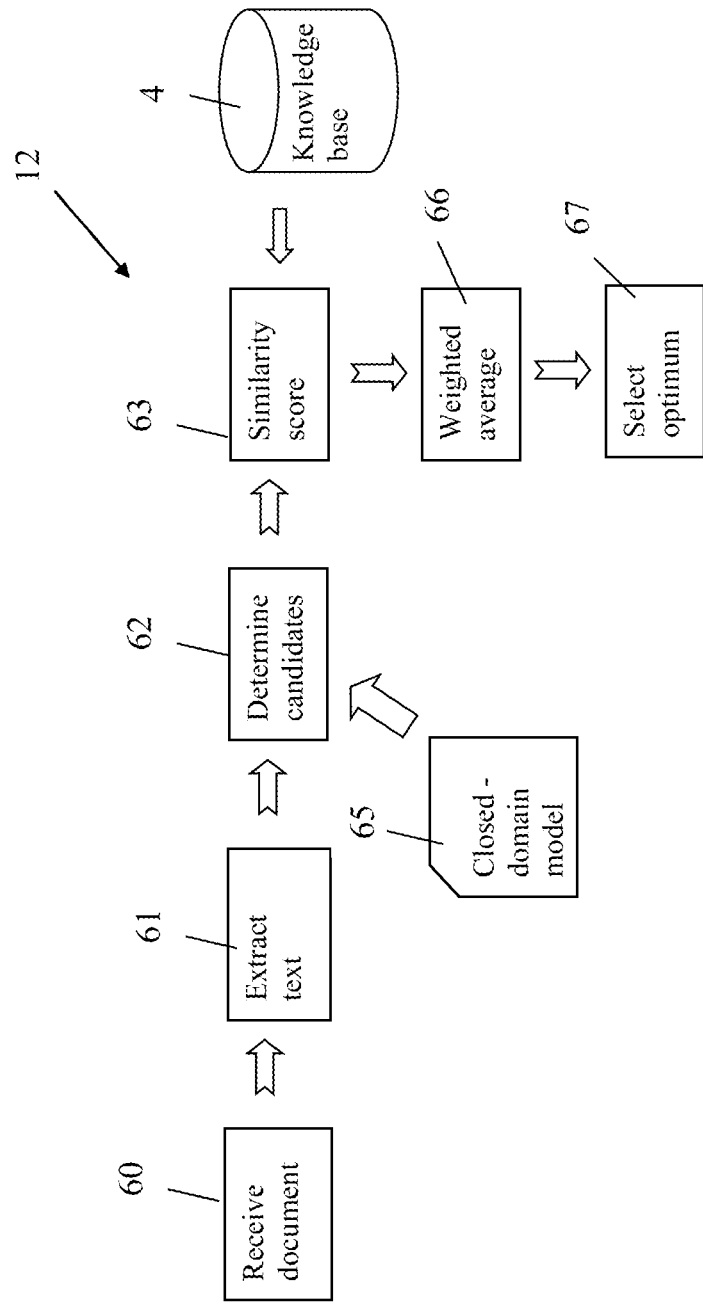 12
60
Receive
document
61
Extract
text
62
Determine
candidates
63
Similarity
score
4
Knowledge
base
65
Closed -
domain
model
66
Weighted
average
67
Select
optimum